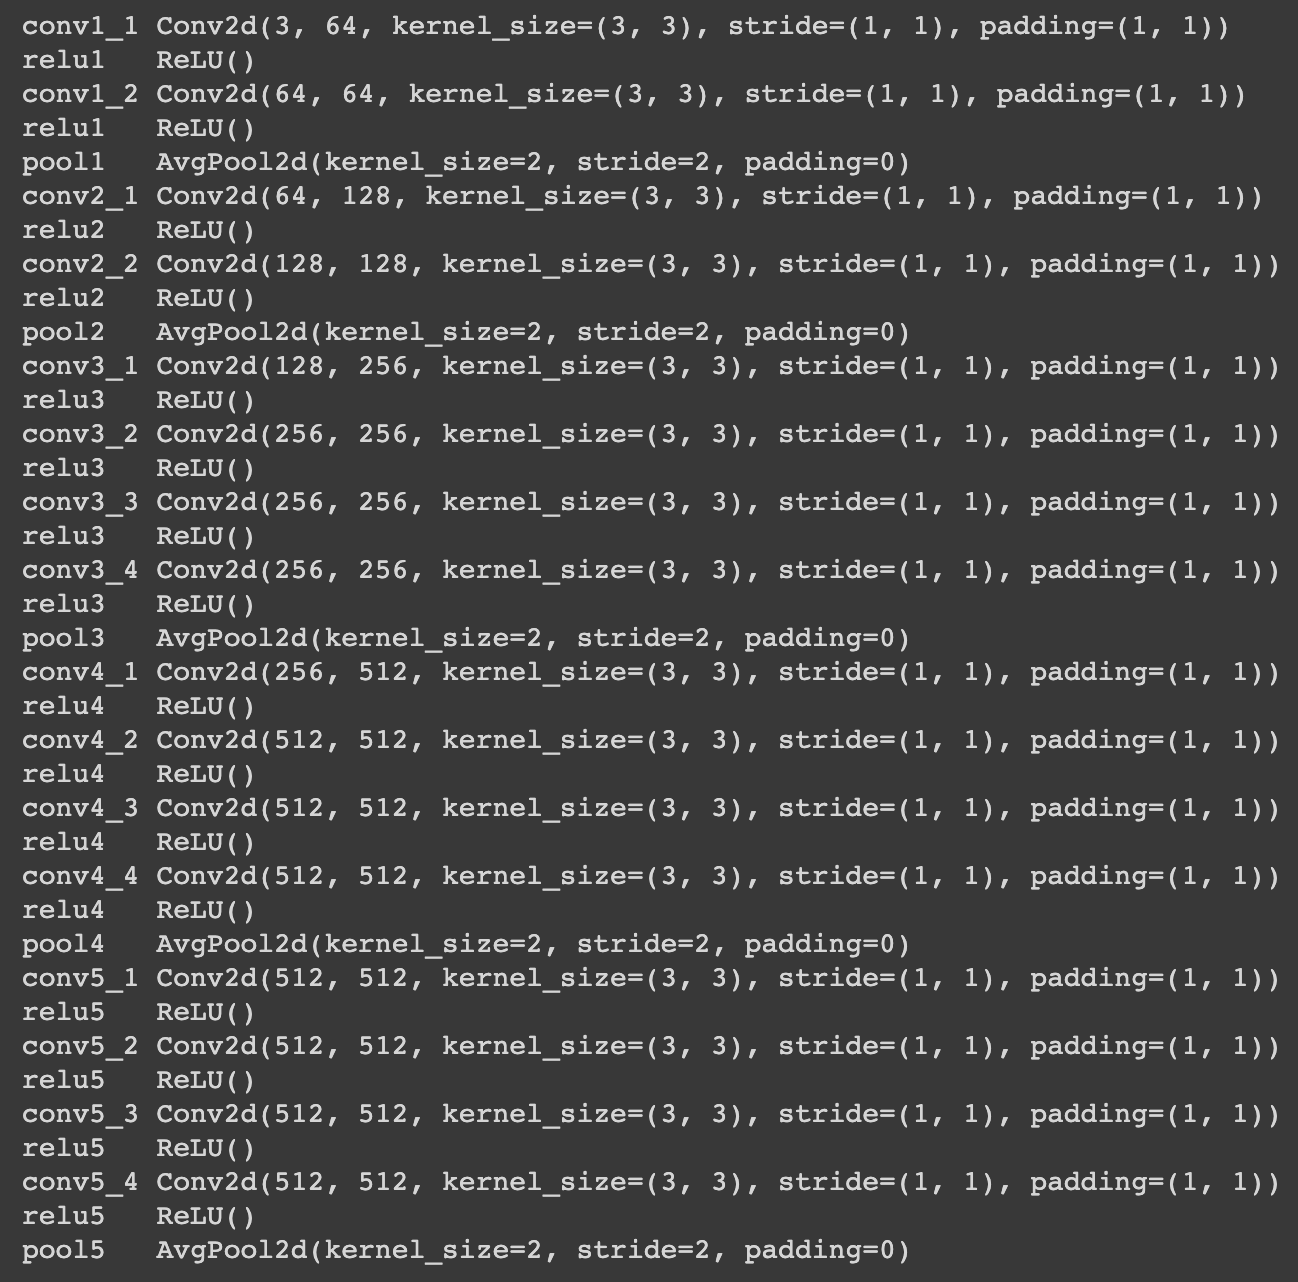 conv1_1 Conv2d(3, 64, kernel_size=(3, 3), stride=(1, 1), padding=(1, 1))
relu1   ReLU()
conv1_2 Conv2d(64, 64, kernel_size=(3, 3), stride=(1, 1), padding=(1, 1))
relu1   ReLU()
pool1   AvgPool2d(kernel_size=2, stride=2, padding=0)
conv2_1 Conv2d(64, 128, kernel_size=(3, 3), stride=(1, 1), padding=(1, 1))
relu2   ReLU()
conv2_2 Conv2d(128, 128, kernel_size=(3, 3), stride=(1, 1), padding=(1, 1))
relu2   ReLU()
pool2   AvgPool2d(kernel_size=2, stride=2, padding=0)
conv3_1 Conv2d(128, 256, kernel_size=(3, 3), stride=(1, 1), padding=(1, 1))
relu3   ReLU()
conv3_2 Conv2d(256, 256, kernel_size=(3, 3), stride=(1, 1), padding=(1, 1))
relu3   ReLU()
conv3_3 Conv2d(256, 256, kernel_size=(3, 3), stride=(1, 1), padding=(1, 1))
relu3   ReLU()
conv3_4 Conv2d(256, 256, kernel_size=(3, 3), stride=(1, 1), padding=(1, 1))
relu3   ReLU()
pool3   AvgPool2d(kernel_size=2, stride=2, padding=0)
conv4_1 Conv2d(256, 512, kernel_size=(3, 3), stride=(1, 1), padding=(1, 1))
relu4   ReLU()
conv4_2 Conv2d(512, 512, kernel_size=(3, 3), stride=(1, 1), padding=(1, 1))
relu4   ReLU()
conv4_3 Conv2d(512, 512, kernel_size=(3, 3), stride=(1, 1), padding=(1, 1))
relu4   ReLU()
conv4_4 Conv2d(512, 512, kernel_size=(3, 3), stride=(1, 1), padding=(1, 1))
relu4   ReLU()
pool4   AvgPool2d(kernel_size=2, stride=2, padding=0)
conv5_1 Conv2d(512, 512, kernel_size=(3, 3), stride=(1, 1), padding=(1, 1))
relu5   ReLU()
conv5_2 Conv2d(512, 512, kernel_size=(3, 3), stride=(1, 1), padding=(1, 1))
relu5   ReLU()
conv5_3 Conv2d(512, 512, kernel_size=(3, 3), stride=(1, 1), padding=(1, 1))
relu5   ReLU()
conv5_4 Conv2d(512, 512, kernel_size=(3, 3), stride=(1, 1), padding=(1, 1))
relu5   ReLU()
pool5   AvgPool2d(kernel_size=2, stride=2, padding=0)